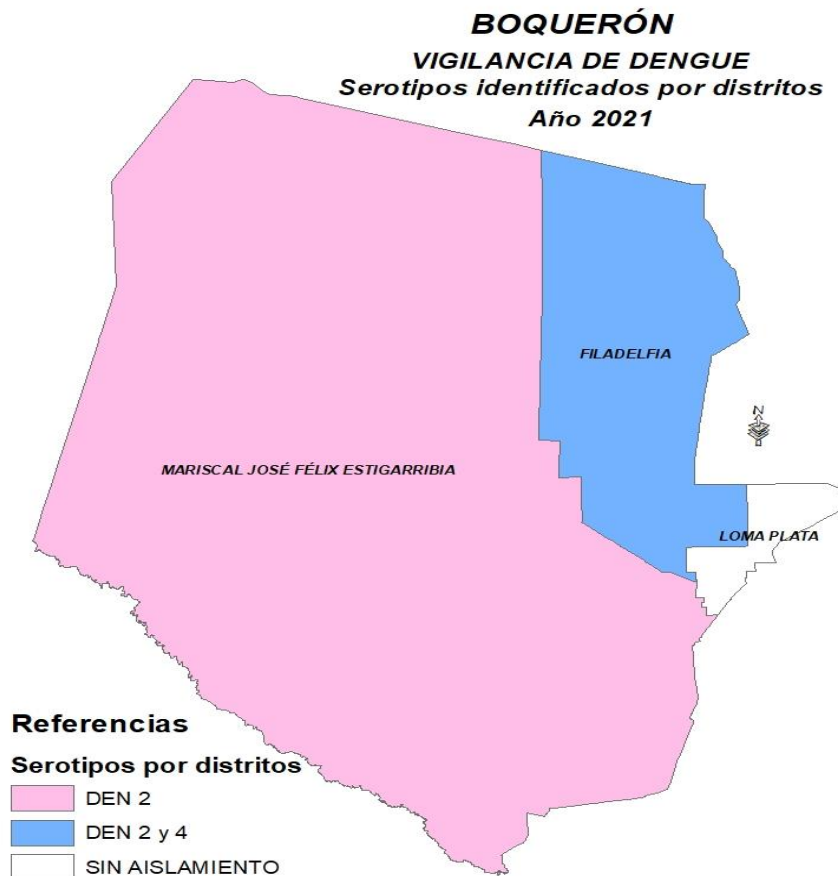 BOQUERÓN
VIGILANCIA DE DENGUE
Serotipos identificados por distritos
Año 2021
FILADELFIA
N
MARISCAL JOSÉ FÉLIX ESTIGARRIBIA
LOMA PLATA
Referencias
Serotipos por distritos
DEN 2
DEN 2 y 4
SIN AISLAMIENTO